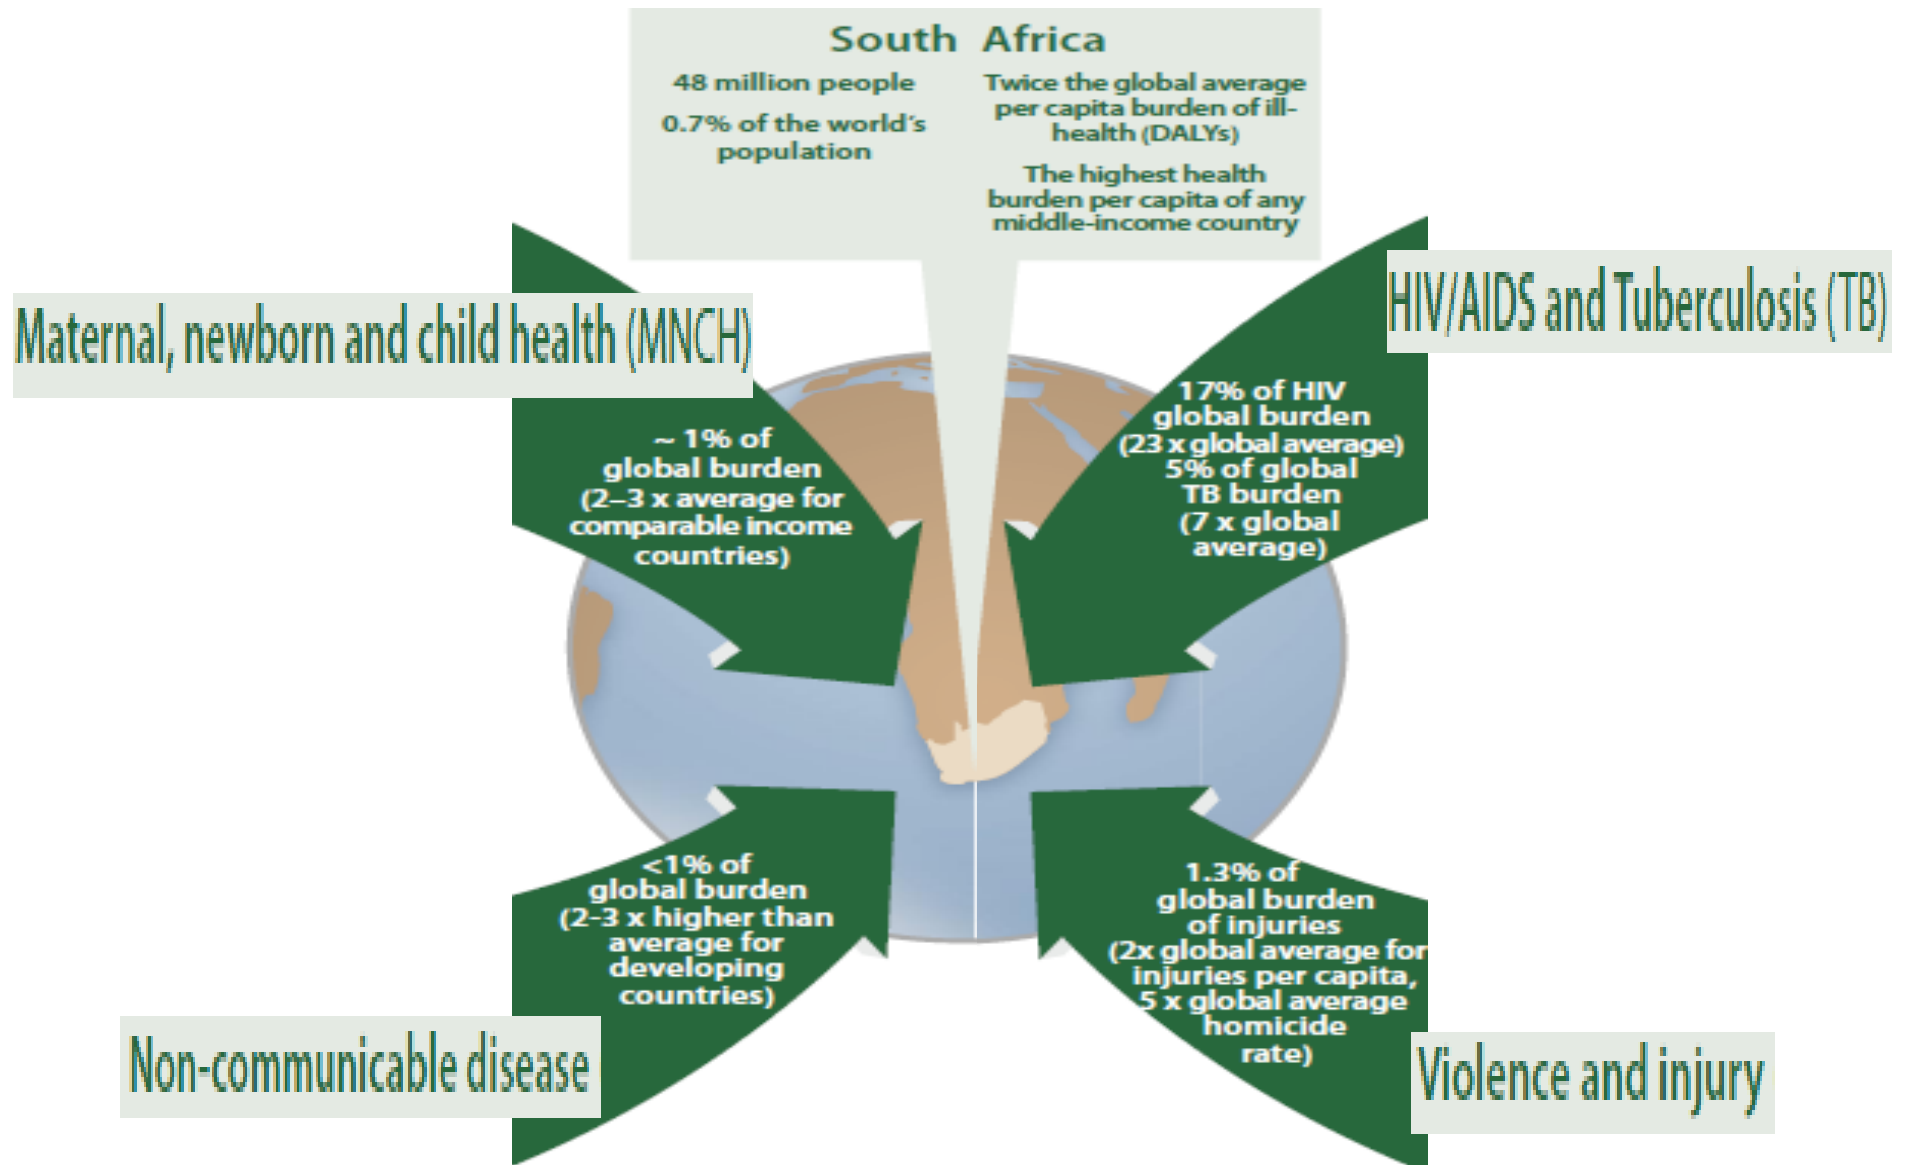 South Africa
48 million people
0.7% of the world's
population
Twice the global average
per capita burden of ill-
health (DALYs)
The highest health
burden per capita of any
middle-income country
Maternal, newborn and child health (MNCH)
~ 1% of
global burden
(2–3 x average for
comparable income
countries)
HIV/AIDS and Tuberculosis (TB)
17% of HIV
global burden
(23 x global average)
5% of global
TB burden
(7 x global
average)
<1% of
global burden
(2-3 x higher than
average for
developing
countries)
Non-communicable disease
1.3% of
global burden
of injuries
(2x global average for
injuries per capita,
5 x global average
homicide
rate)
Violence and injury